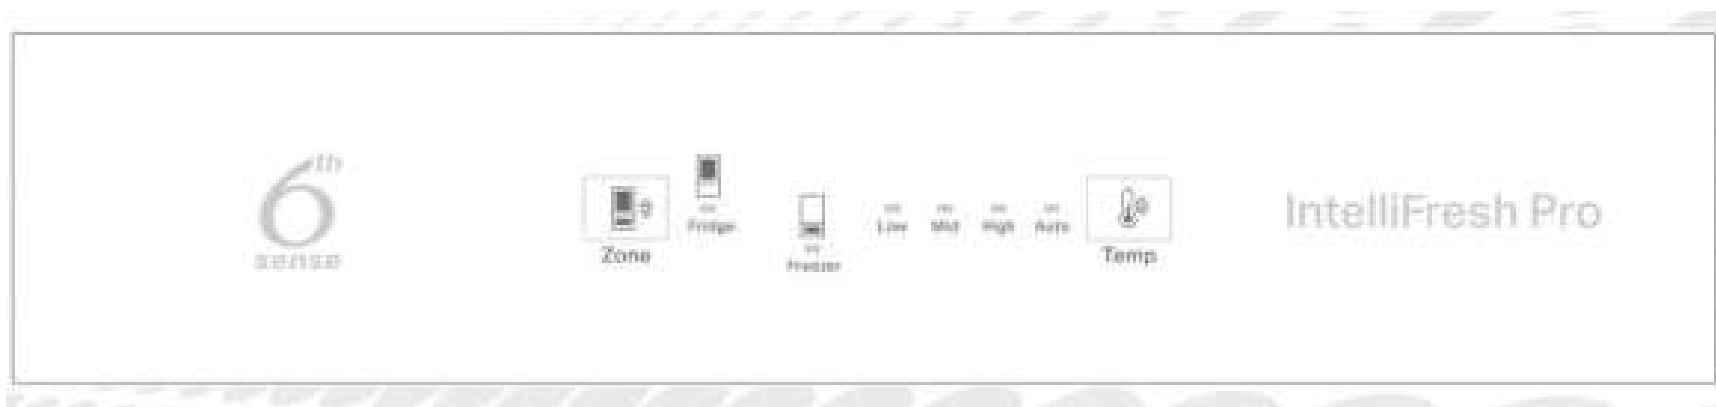 6th
sense
Zone
Fridge
Freezer
Low Mid High Auto
Temp
IntelliFresh Pro